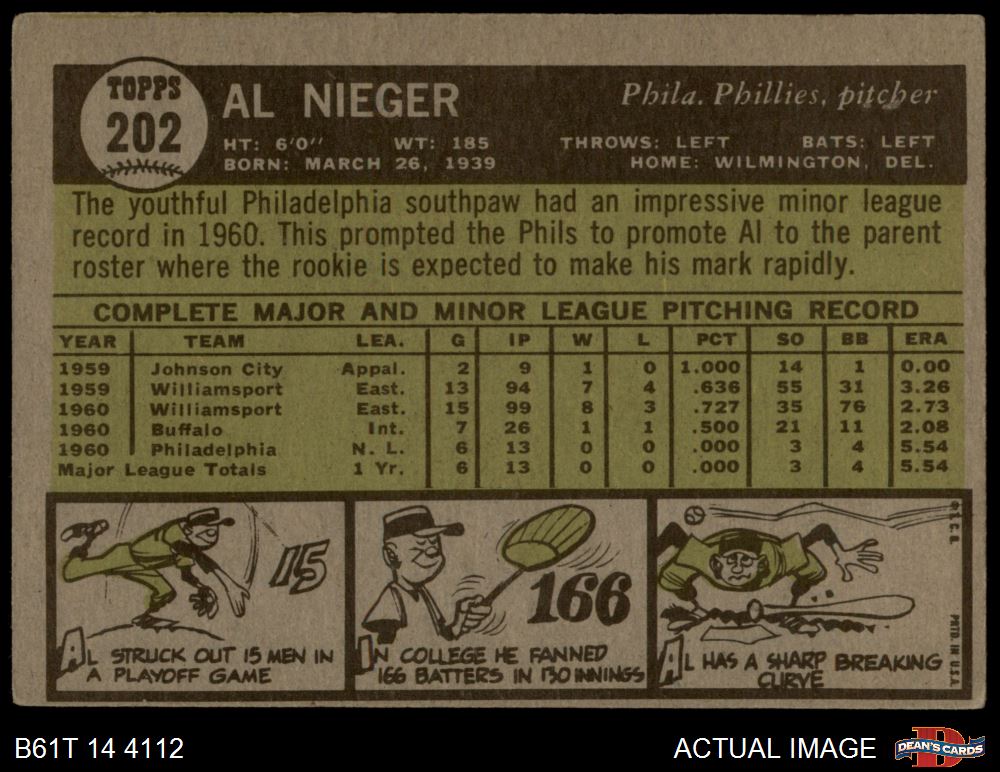 TOPPS
202
AL NIEGER
Phila. Phillies, pitcher
HT: 6'0'' WT: 185 THROWS: LEFT BATS: LEFT
BORN: MARCH 26, 1939 HOME: WILMINGTON, DEL.
The youthful Philadelphia southpaw had an impressive minor league
record in 1960. This prompted the Phils to promote Al to the parent
roster where the rookie is expected to make his mark rapidly.
COMPLETE MAJOR AND MINOR LEAGUE PITCHING RECORD
YEAR TEAM LEA. G IP W L PCT SO BB ERA
1959 Johnson City Appal. 2 9 1 0 1.000 14 1 0.00
1959 Williamsport East. 13 94 7 4 .636 55 31 3.26
1960 Williamsport East. 15 99 8 3 .727 35 76 2.73
1960 Buffalo Int. 7 26 1 1 .500 21 11 2.08
1960 Philadelphia N. L. 6 13 0 0 .000 3 4 5.54
Major League Totals 1 Yr. 6 13 0 0 .000 3 4 5.54
15
AL STRUCK OUT 15 MEN IN
A PLAYOFF GAME
166
IN COLLEGE HE FANNED
166 BATTERS IN 130 INNINGS
AL HAS A SHARP BREAKING
CURVE
© T. C. G.
PRTD. IN U.S.A.
B61T 14 4112
ACTUAL IMAGE
D
DEAN'S CARDS